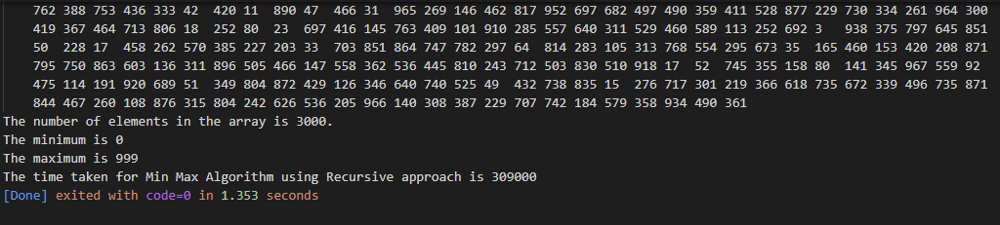 762 388 753 436 333 42 420 11 890 47 466 31 965 269 146 462 817 952 697 682 497 490 359 411 528 877 229 730 334 261 964 300
419 367 464 713 806 18 252 80 23 697 416 145 763 409 101 910 285 557 640 311 529 460 589 113 252 692 3 938 375 797 645 851
50 228 17 458 262 570 385 227 203 33 703 851 864 747 782 297 64 814 283 105 313 768 554 295 673 35 165 460 153 420 208 871
795 750 863 603 136 311 896 505 466 147 558 362 536 445 810 243 712 503 830 510 918 17 52 745 355 158 80 141 345 967 559 92
475 114 191 920 689 51 349 804 872 429 126 346 640 740 525 49 432 738 835 15 276 717 301 219 366 618 735 672 339 496 735 871
844 467 260 108 876 315 804 242 626 536 205 966 140 308 387 229 707 742 184 579 358 934 490 361
The number of elements in the array is 3000.
The minimum is 0
The maximum is 999
The time taken for Min Max Algorithm using Recursive approach is 309000
[Done] exited with code=0 in 1.353 seconds